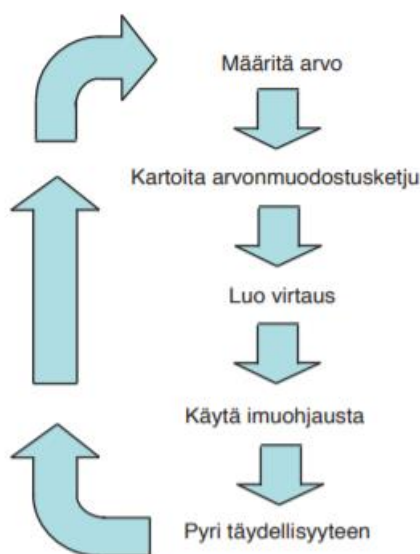 Määritä arvo
Kartoita arvonmuodostusketju
Luo virtaus
Käytä imuohjausta
Pyri täydellisyyteen